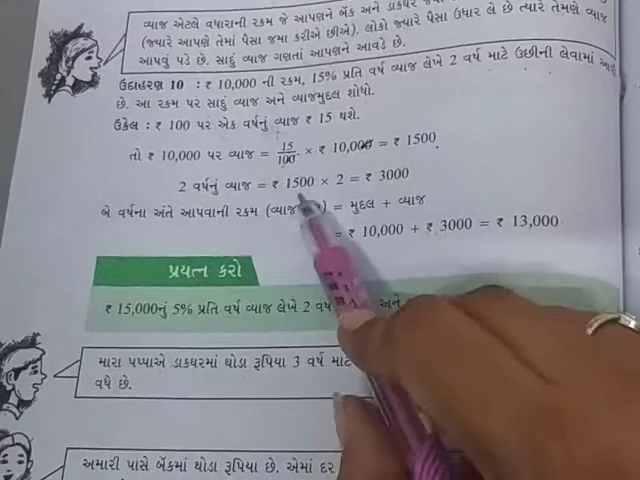 વ્યાજ એટલે વધારાની રકમ જે આપણને બૅંક અને ડાકઘર
(જ્યારે આપણે તેમાં પૈસા જમા કરીએ છીએ). લોકો જ્યારે પૈસા ઉધાર લે છે ત્યારે તેમણે વ્યાજ
આપવું પડે છે. સાદું વ્યાજ ગણતાં આપણને આવડે છે.
ઉદાહરણ 10 : ₹ 10,000 ની રકમ, 15% પ્રતિ વર્ષ વ્યાજ લેખે 2 વર્ષ માટે ઉછીની લેવામાં
છે. આ રકમ પર સાદું વ્યાજ અને વ્યાજમુદ્દલ શોધો.
ઉકેલ : ₹ 100 પર એક વર્ષનું વ્યાજ ₹ 15 થશે.
તો ₹ 10,000 પર વ્યાજ = 15/100 × ₹ 10,000 = ₹ 1500
2 વર્ષનું વ્યાજ = ₹ 1500 × 2 = ₹ 3000
બે વર્ષના અંતે આપવાની રકમ (વ્યાજ = મુદ્દલ + વ્યાજ
= ₹ 10,000 + ₹ 3000 = ₹ 13,000
પ્રયત્ન કરો
₹ 15,000નું 5% પ્રતિ વર્ષ વ્યાજ લેખે 2 અને
મારા પપ્પાએ ડાકઘરમાં થોડા રૂપિયા 3 વર્ષ માટે
વધે છે.
અમારી પાસે બૅંકમાં થોડા રૂપિયા છે. એમાં દર